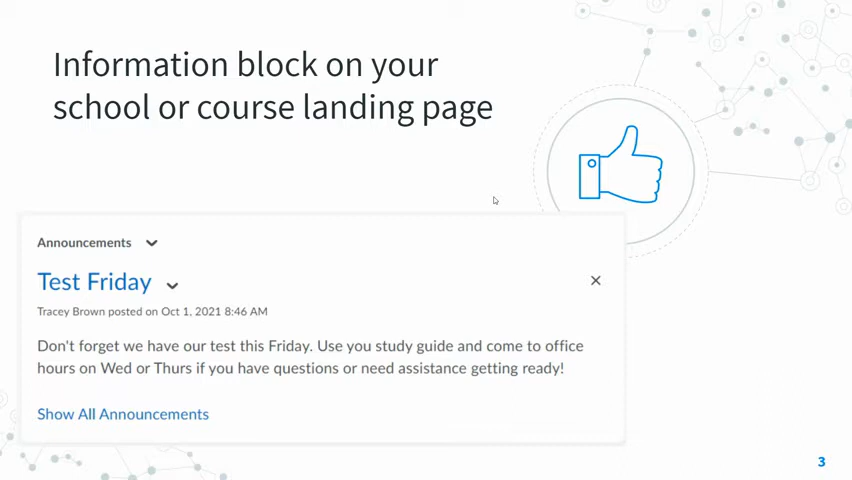 Information block on your
school or course landing page
Announcements
Test Friday
Tracey Brown posted on Oct 1, 2021 8:46 AM
Don't forget we have our test this Friday. Use you study guide and come to office
hours on Wed or Thurs if you have questions or need assistance getting ready!
Show All Announcements
3